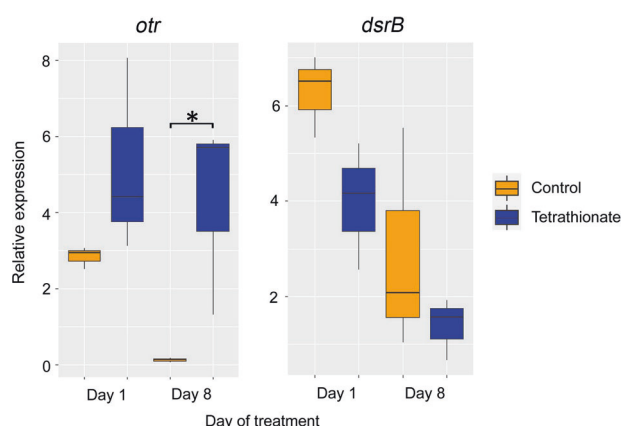 otr
dsrB
Relative expression
8
6
4
2
0
*
6
4
2
Control
Tetrathionate
Day 1
Day 8
Day 1
Day 8
Day of treatment